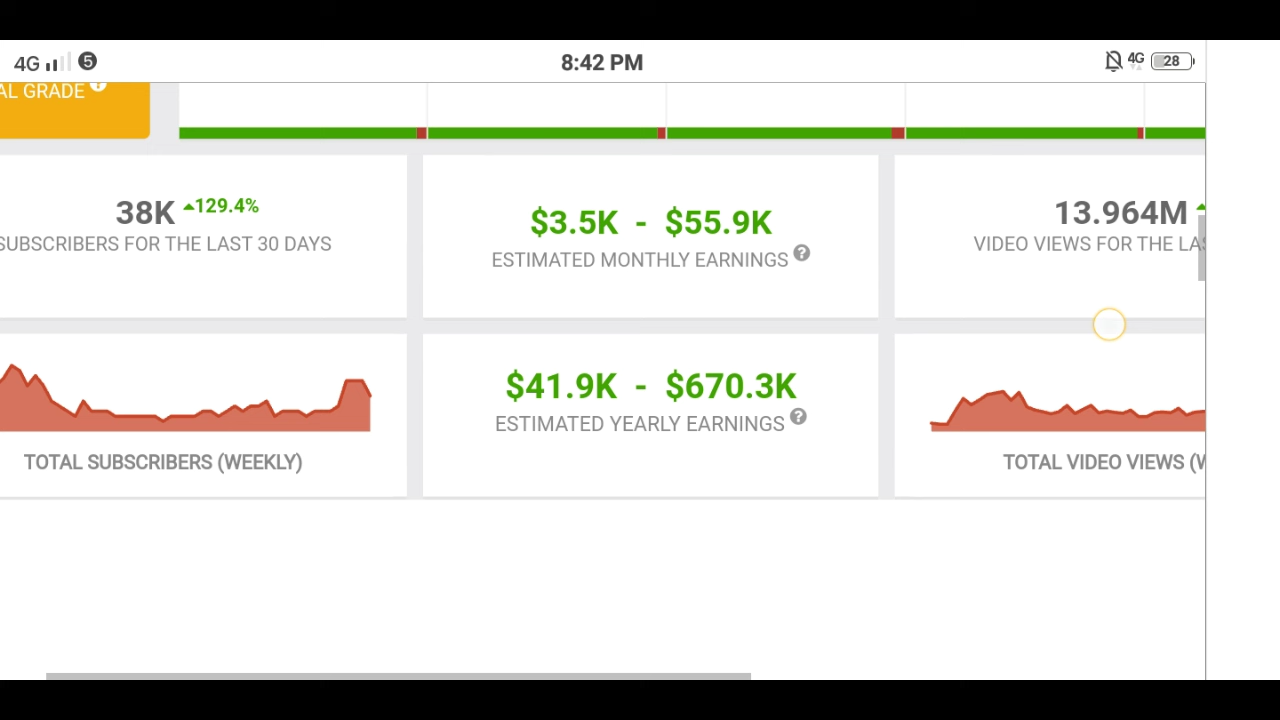 4G 5 8:42 PM 4G 28
AL GRADE ?
38K 129.4%
SUBSCRIBERS FOR THE LAST 30 DAYS
$3.5K - $55.9K
ESTIMATED MONTHLY EARNINGS ?
13.964M
VIDEO VIEWS FOR THE LAS
TOTAL SUBSCRIBERS (WEEKLY)
$41.9K - $670.3K
ESTIMATED YEARLY EARNINGS ?
TOTAL VIDEO VIEWS (W